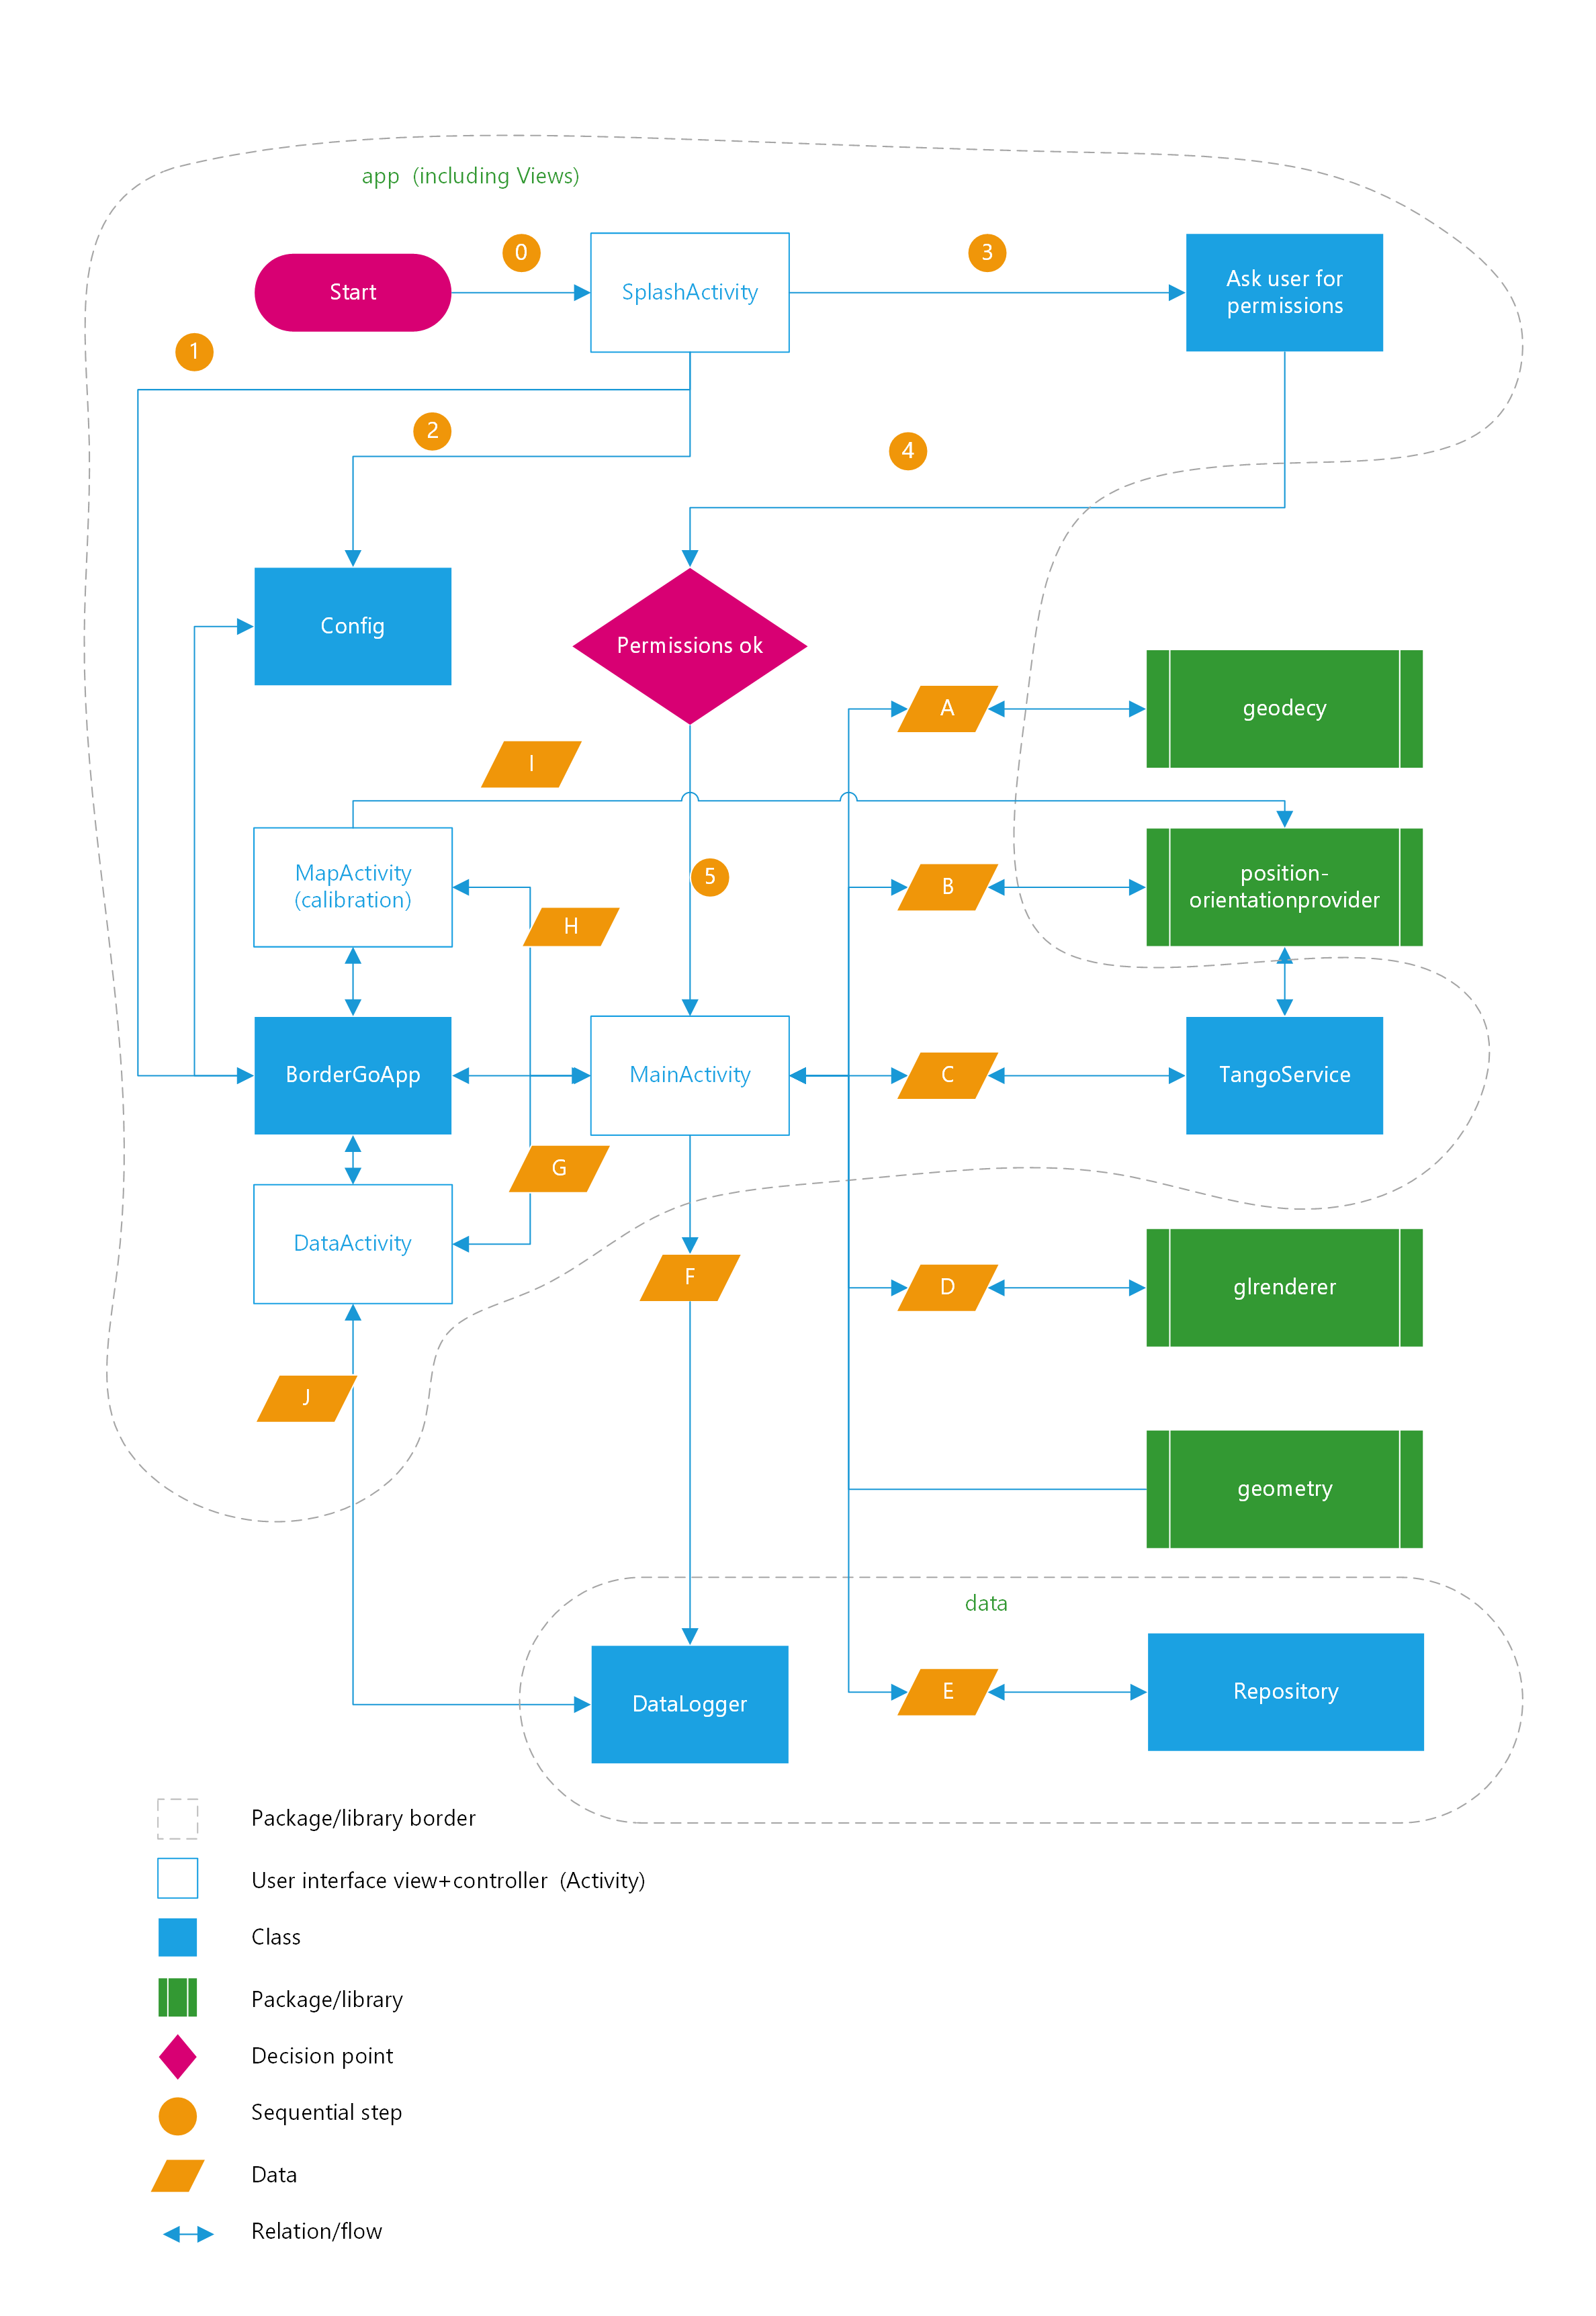 app (including Views)
0
3
Start
SplashActivity
Ask user for
permissions
1
2
4
Config
Permissions ok
A
geodecy
I
MapActivity
(calibration)
5
B
position-
orientationprovider
H
BorderGoApp
MainActivity
C
TangoService
G
DataActivity
F
D
glrenderer
J
geometry
data
DataLogger
E
Repository
Package/library border
User interface view+controller (Activity)
Class
Package/library
Decision point
Sequential step
Data
Relation/flow